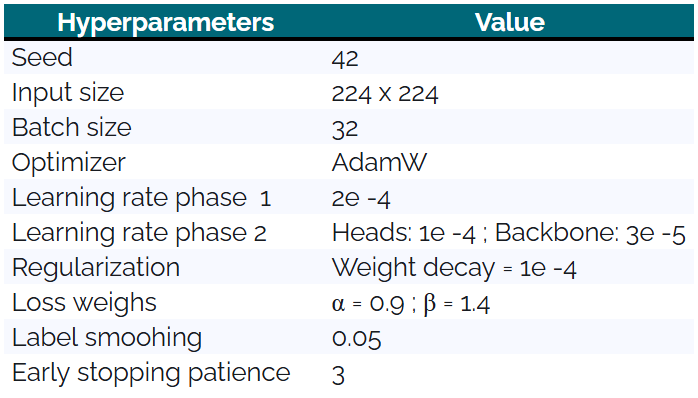 Hyperparameters Value
Seed 42
Input size 224 x 224
Batch size 32
Optimizer AdamW
Learning rate phase 1 2e -4
Learning rate phase 2 Heads: 1e -4 ; Backbone: 3e -5
Regularization Weight decay = 1e -4
Loss weighs α = 0.9 ; β = 1.4
Label smoohing 0.05
Early stopping patience 3